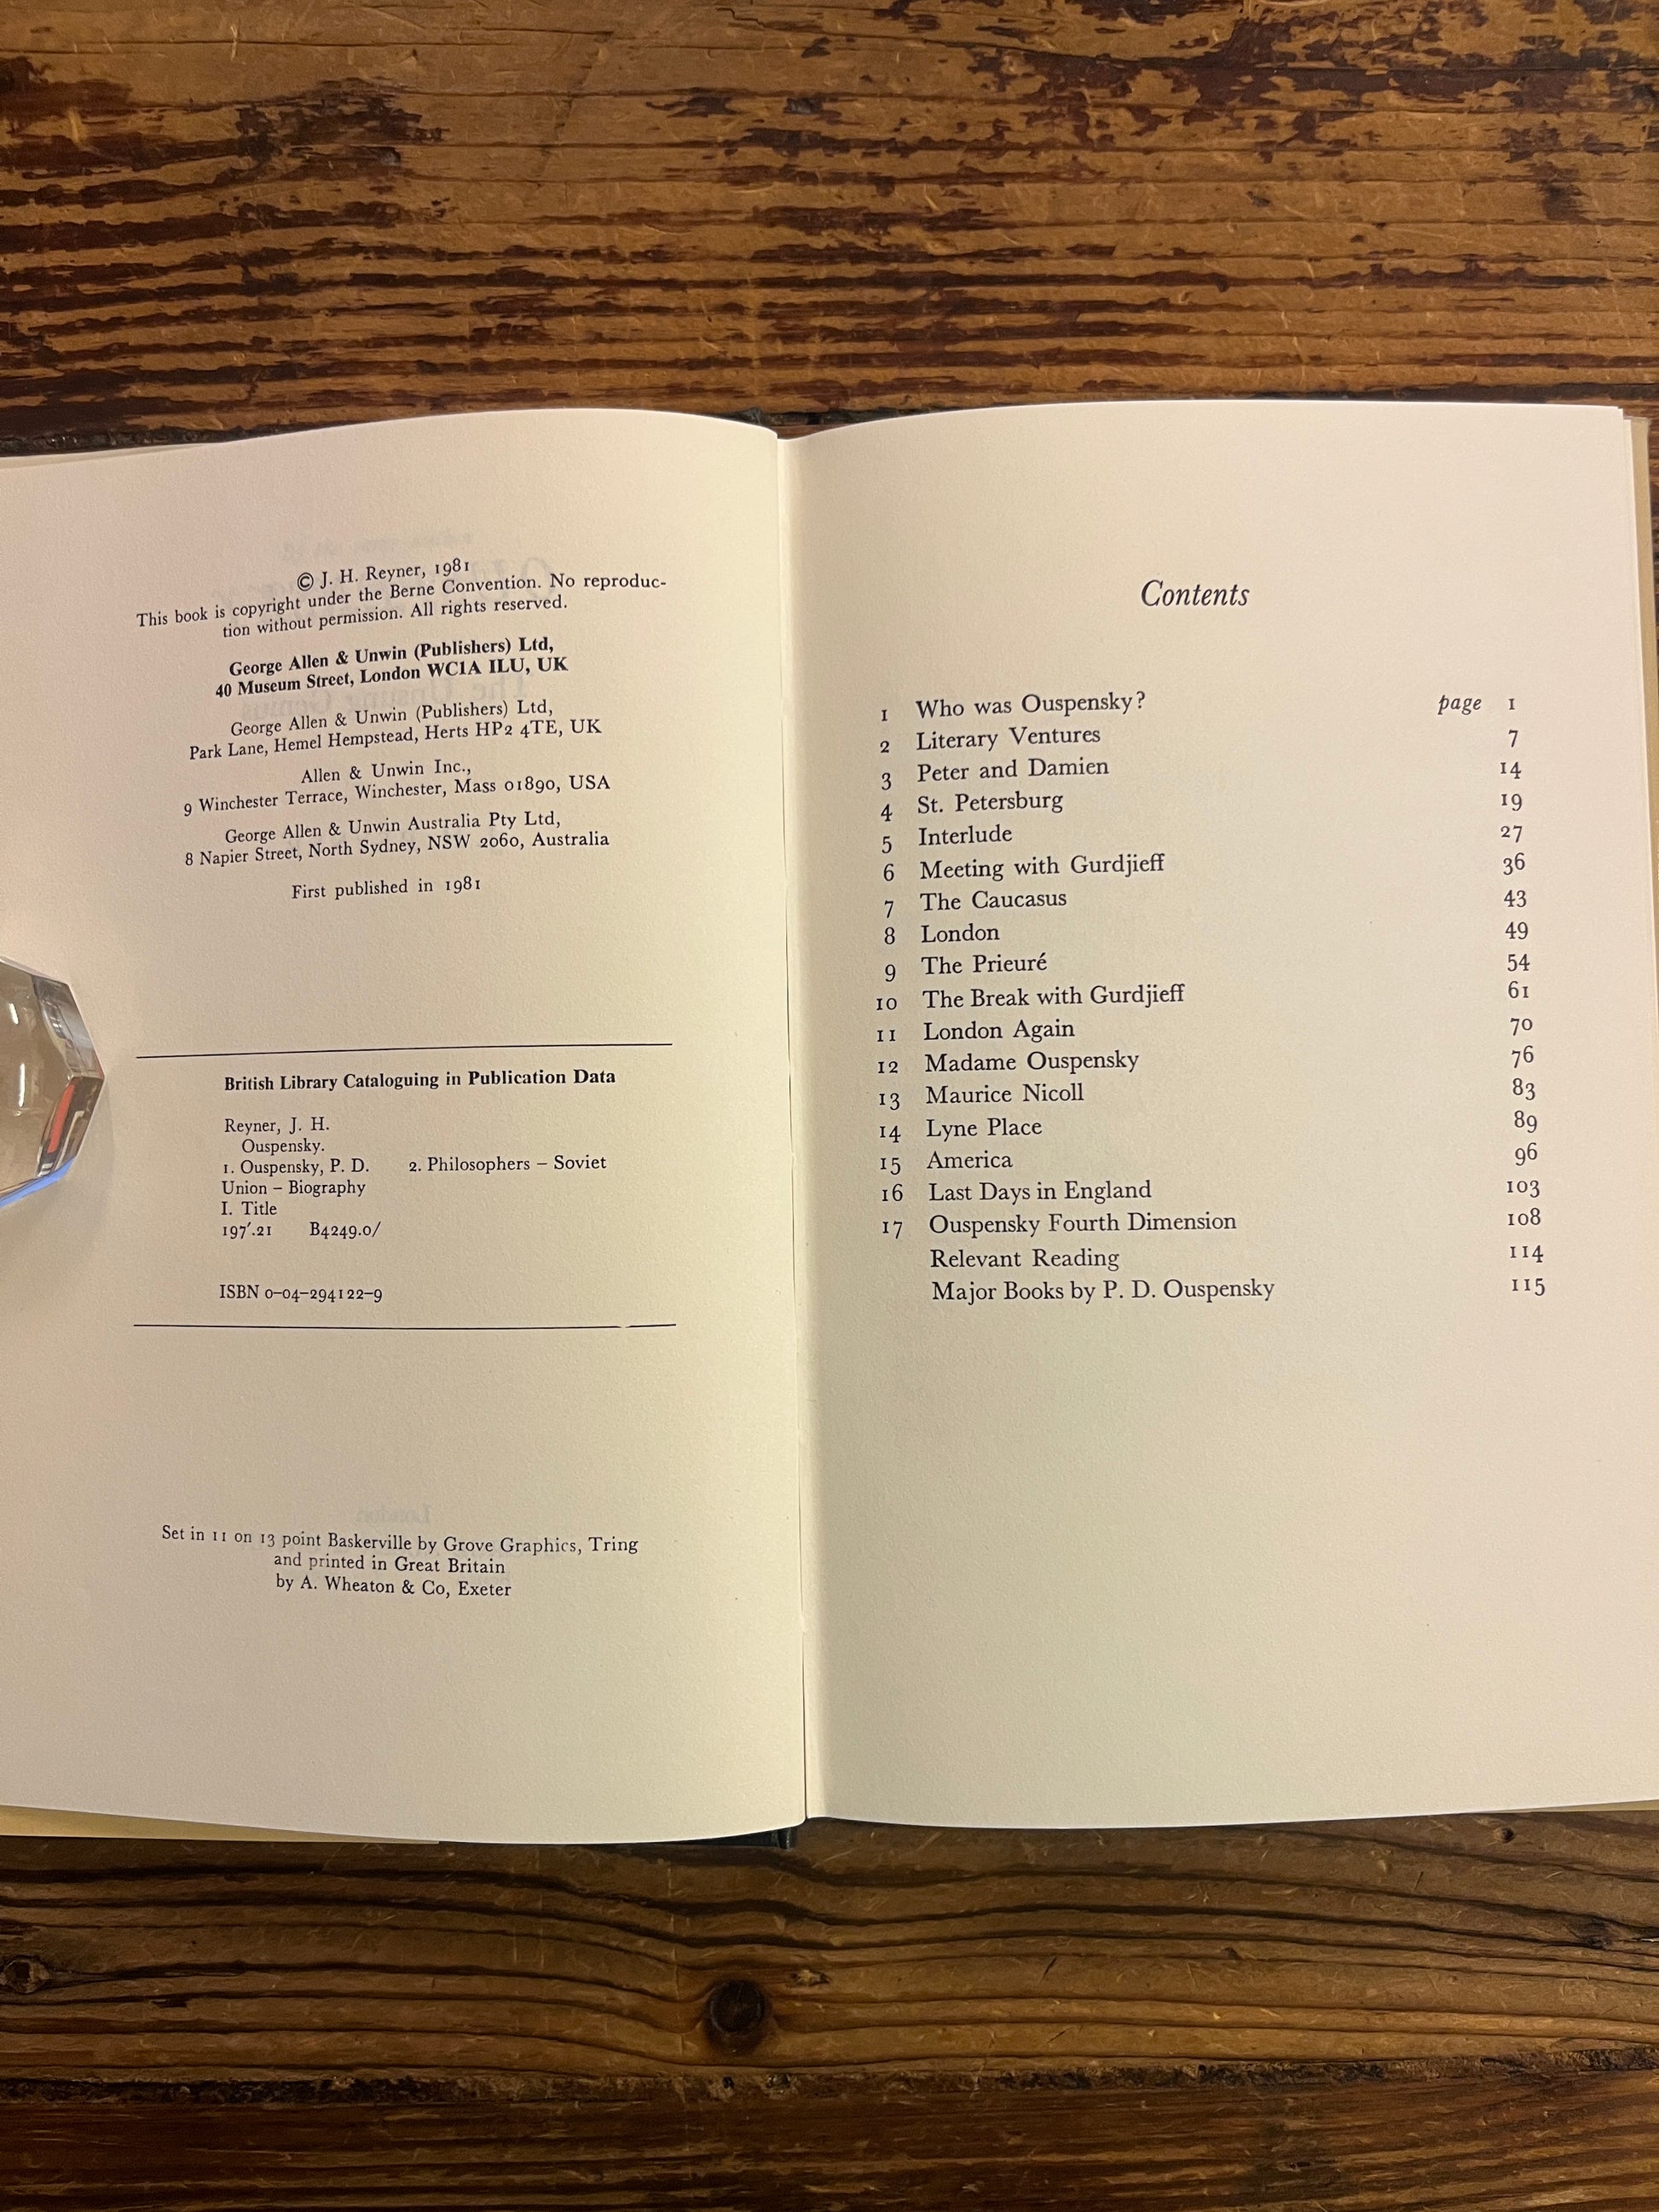 © J. H. Reyner, 1981
This book is copyright under the Berne Convention. No reproduc-
tion without permission. All rights reserved.
George Allen & Unwin (Publishers) Ltd,
40 Museum Street, London WC1A ILU, UK
George Allen & Unwin (Publishers) Ltd,
Park Lane, Hemel Hempstead, Herts HP2 4TE, UK
Allen & Unwin Inc.,
9 Winchester Terrace, Winchester, Mass 01890, USA
George Allen & Unwin Australia Pty Ltd,
8 Napier Street, North Sydney, NSW 2060, Australia
First published in 1981
British Library Cataloguing in Publication Data
Reyner, J. H.
Ouspensky.
1. Ouspensky, P. D. 2. Philosophers – Soviet
Union – Biography
I. Title
197'.21 B4249.0/
ISBN 0–04–294122–9
Set in 11 on 13 point Baskerville by Grove Graphics, Tring
and printed in Great Britain
by A. Wheaton & Co, Exeter
Contents
1 Who was Ouspensky? page 1
2 Literary Ventures 7
3 Peter and Damien 14
4 St. Petersburg 19
5 Interlude 27
6 Meeting with Gurdjieff 36
7 The Caucasus 43
8 London 49
9 The Prieuré 54
10 The Break with Gurdjieff 61
11 London Again 70
12 Madame Ouspensky 76
13 Maurice Nicoll 83
14 Lyne Place 89
15 America 96
16 Last Days in England 103
17 Ouspensky Fourth Dimension 108
Relevant Reading 114
Major Books by P. D. Ouspensky 115